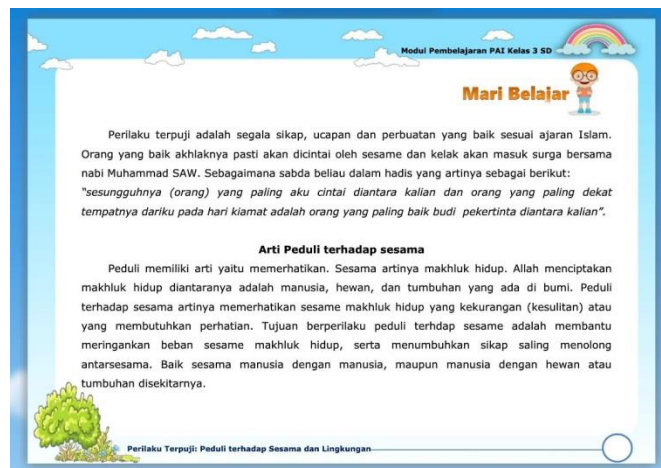 Modul Pembelajaran PAI Kelas 3 SD
Mari Belajar
Perilaku terpuji adalah segala sikap, ucapan dan perbuatan yang baik sesuai ajaran Islam.
Orang yang baik akhlaknya pasti akan dicintai oleh sesame dan kelak akan masuk surga bersama
nabi Muhammad SAW. Sebagaimana sabda beliau dalam hadis yang artinya sebagai berikut:
"sesungguhnya (orang) yang paling aku cintai diantara kalian dan orang yang paling dekat
tempatnya dariku pada hari kiamat adalah orang yang paling baik budi pekertinta diantara kalian".
Arti Peduli terhadap sesama
Peduli memiliki arti yaitu memerhatikan. Sesama artinya makhluk hidup. Allah menciptakan
makhluk hidup diantaranya adalah manusia, hewan, dan tumbuhan yang ada di bumi. Peduli
terhadap sesama artinya memerhatikan sesame makhluk hidup yang kekurangan (kesulitan) atau
yang membutuhkan perhatian. Tujuan berperilaku peduli terhdap sesame adalah membantu
meringankan beban sesame makhluk hidup, serta menumbuhkan sikap saling menolong
antarsesama. Baik sesama manusia dengan manusia, maupun manusia dengan hewan atau
tumbuhan disekitarnya.
Perilaku Terpuji: Peduli terhadap Sesama dan Lingkungan